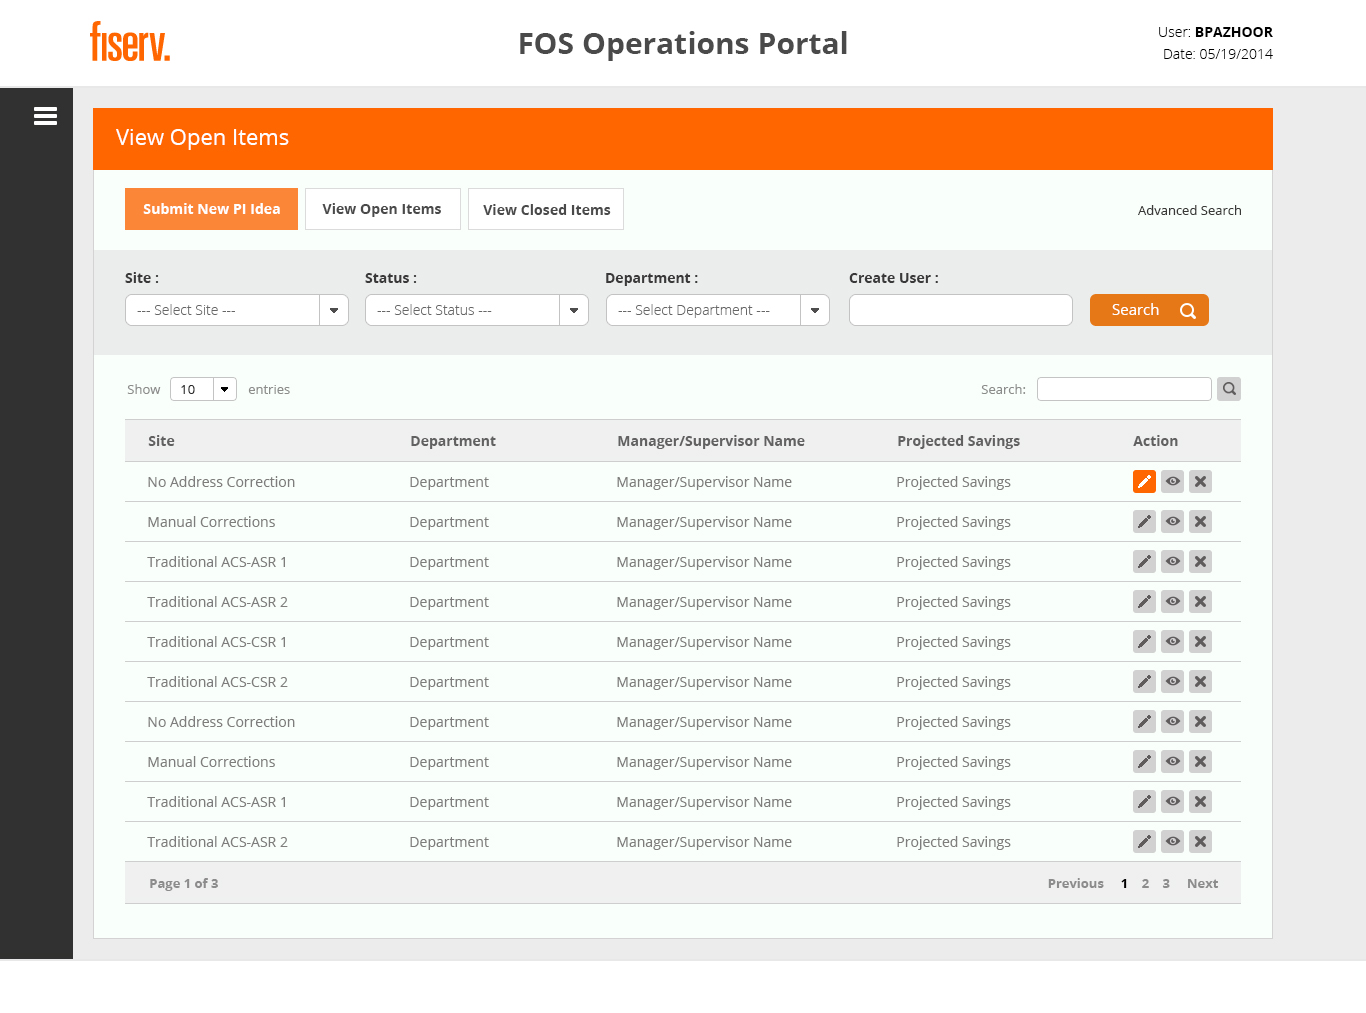 fiserv.
FOS Operations Portal
User: BPAZHOOR
Date: 05/19/2014
View Open Items
Submit New PI Idea View Open Items View Closed Items Advanced Search
Site : Status : Department : Create User :
--- Select Site --- --- Select Status --- --- Select Department --- Search
Show 10 entries Search:
Site Department Manager/Supervisor Name Projected Savings Action
No Address Correction Department Manager/Supervisor Name Projected Savings
Manual Corrections Department Manager/Supervisor Name Projected Savings
Traditional ACS-ASR 1 Department Manager/Supervisor Name Projected Savings
Traditional ACS-ASR 2 Department Manager/Supervisor Name Projected Savings
Traditional ACS-CSR 1 Department Manager/Supervisor Name Projected Savings
Traditional ACS-CSR 2 Department Manager/Supervisor Name Projected Savings
No Address Correction Department Manager/Supervisor Name Projected Savings
Manual Corrections Department Manager/Supervisor Name Projected Savings
Traditional ACS-ASR 1 Department Manager/Supervisor Name Projected Savings
Traditional ACS-ASR 2 Department Manager/Supervisor Name Projected Savings
Page 1 of 3 Previous 1 2 3 Next